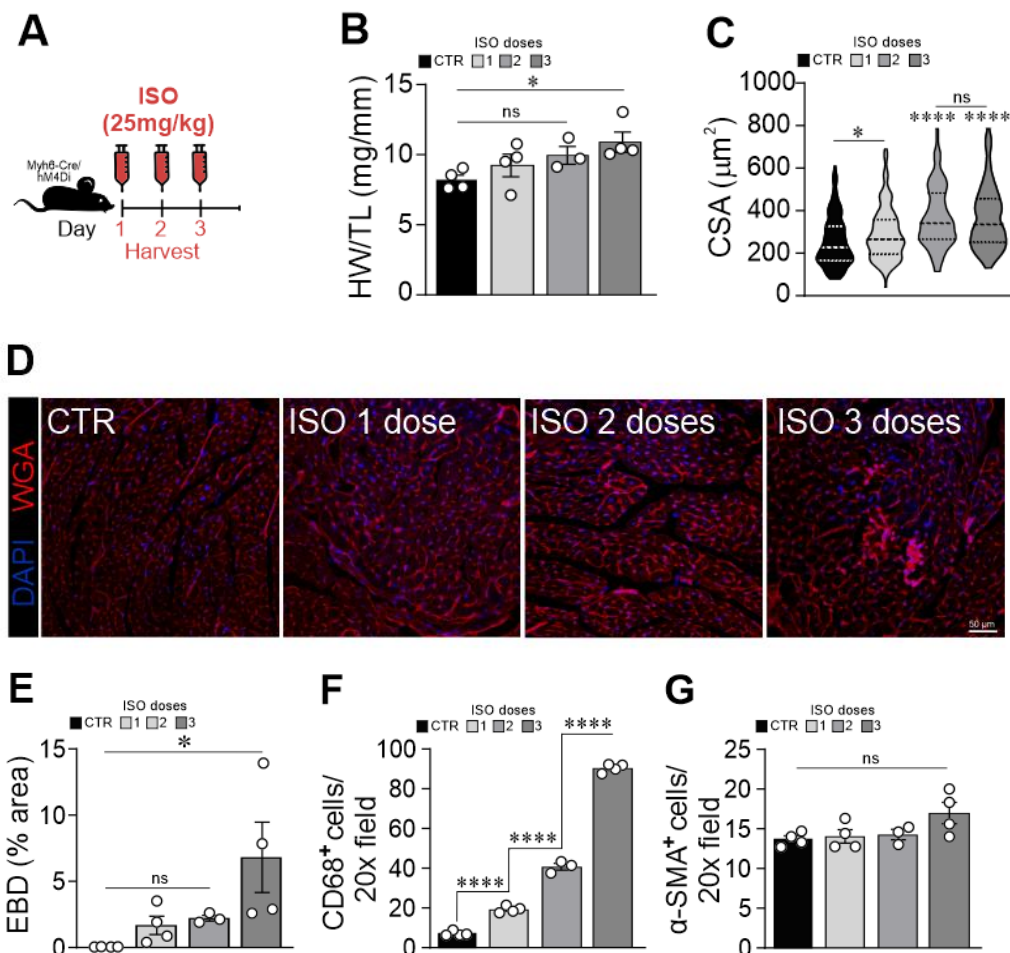 A
ISO
(25mg/kg)
Myh6-Cre/
hM4Di
Day
1 2 3
Harvest
B
ISO doses
CTR 1 2 3
HW/TL (mg/mm)
15
10
5
0
*
ns
C
ISO doses
CTR 1 2 3
CSA (μm²)
1000
800
600
400
200
0
ns
**** ****
*
D
DAPI WGA
CTR
ISO 1 dose
ISO 2 doses
ISO 3 doses
50 μm
E
ISO doses
CTR 1 2 3
EBD (% area)
15
10
5
0
*
ns
F
ISO doses
CTR 1 2 3
CD68⁺ cells/
20x field
100
80
60
40
20
0
****
****
****
G
ISO doses
CTR 1 2 3
α-SMA⁺ cells/
20x field
25
20
15
10
5
0
ns